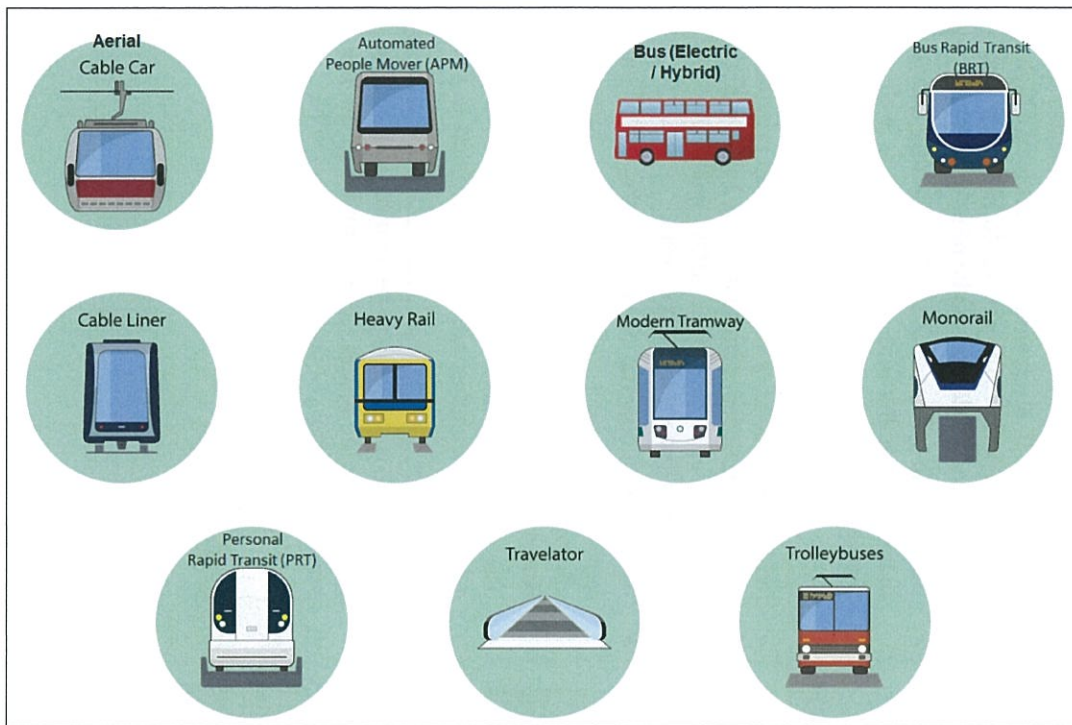 Aerial
Cable Car
Automated
People Mover (APM)
Bus (Electric
/ Hybrid)
Bus Rapid Transit
(BRT)
Cable Liner
Heavy Rail
Modern Tramway
Monorail
Personal
Rapid Transit (PRT)
Travelator
Trolleybuses